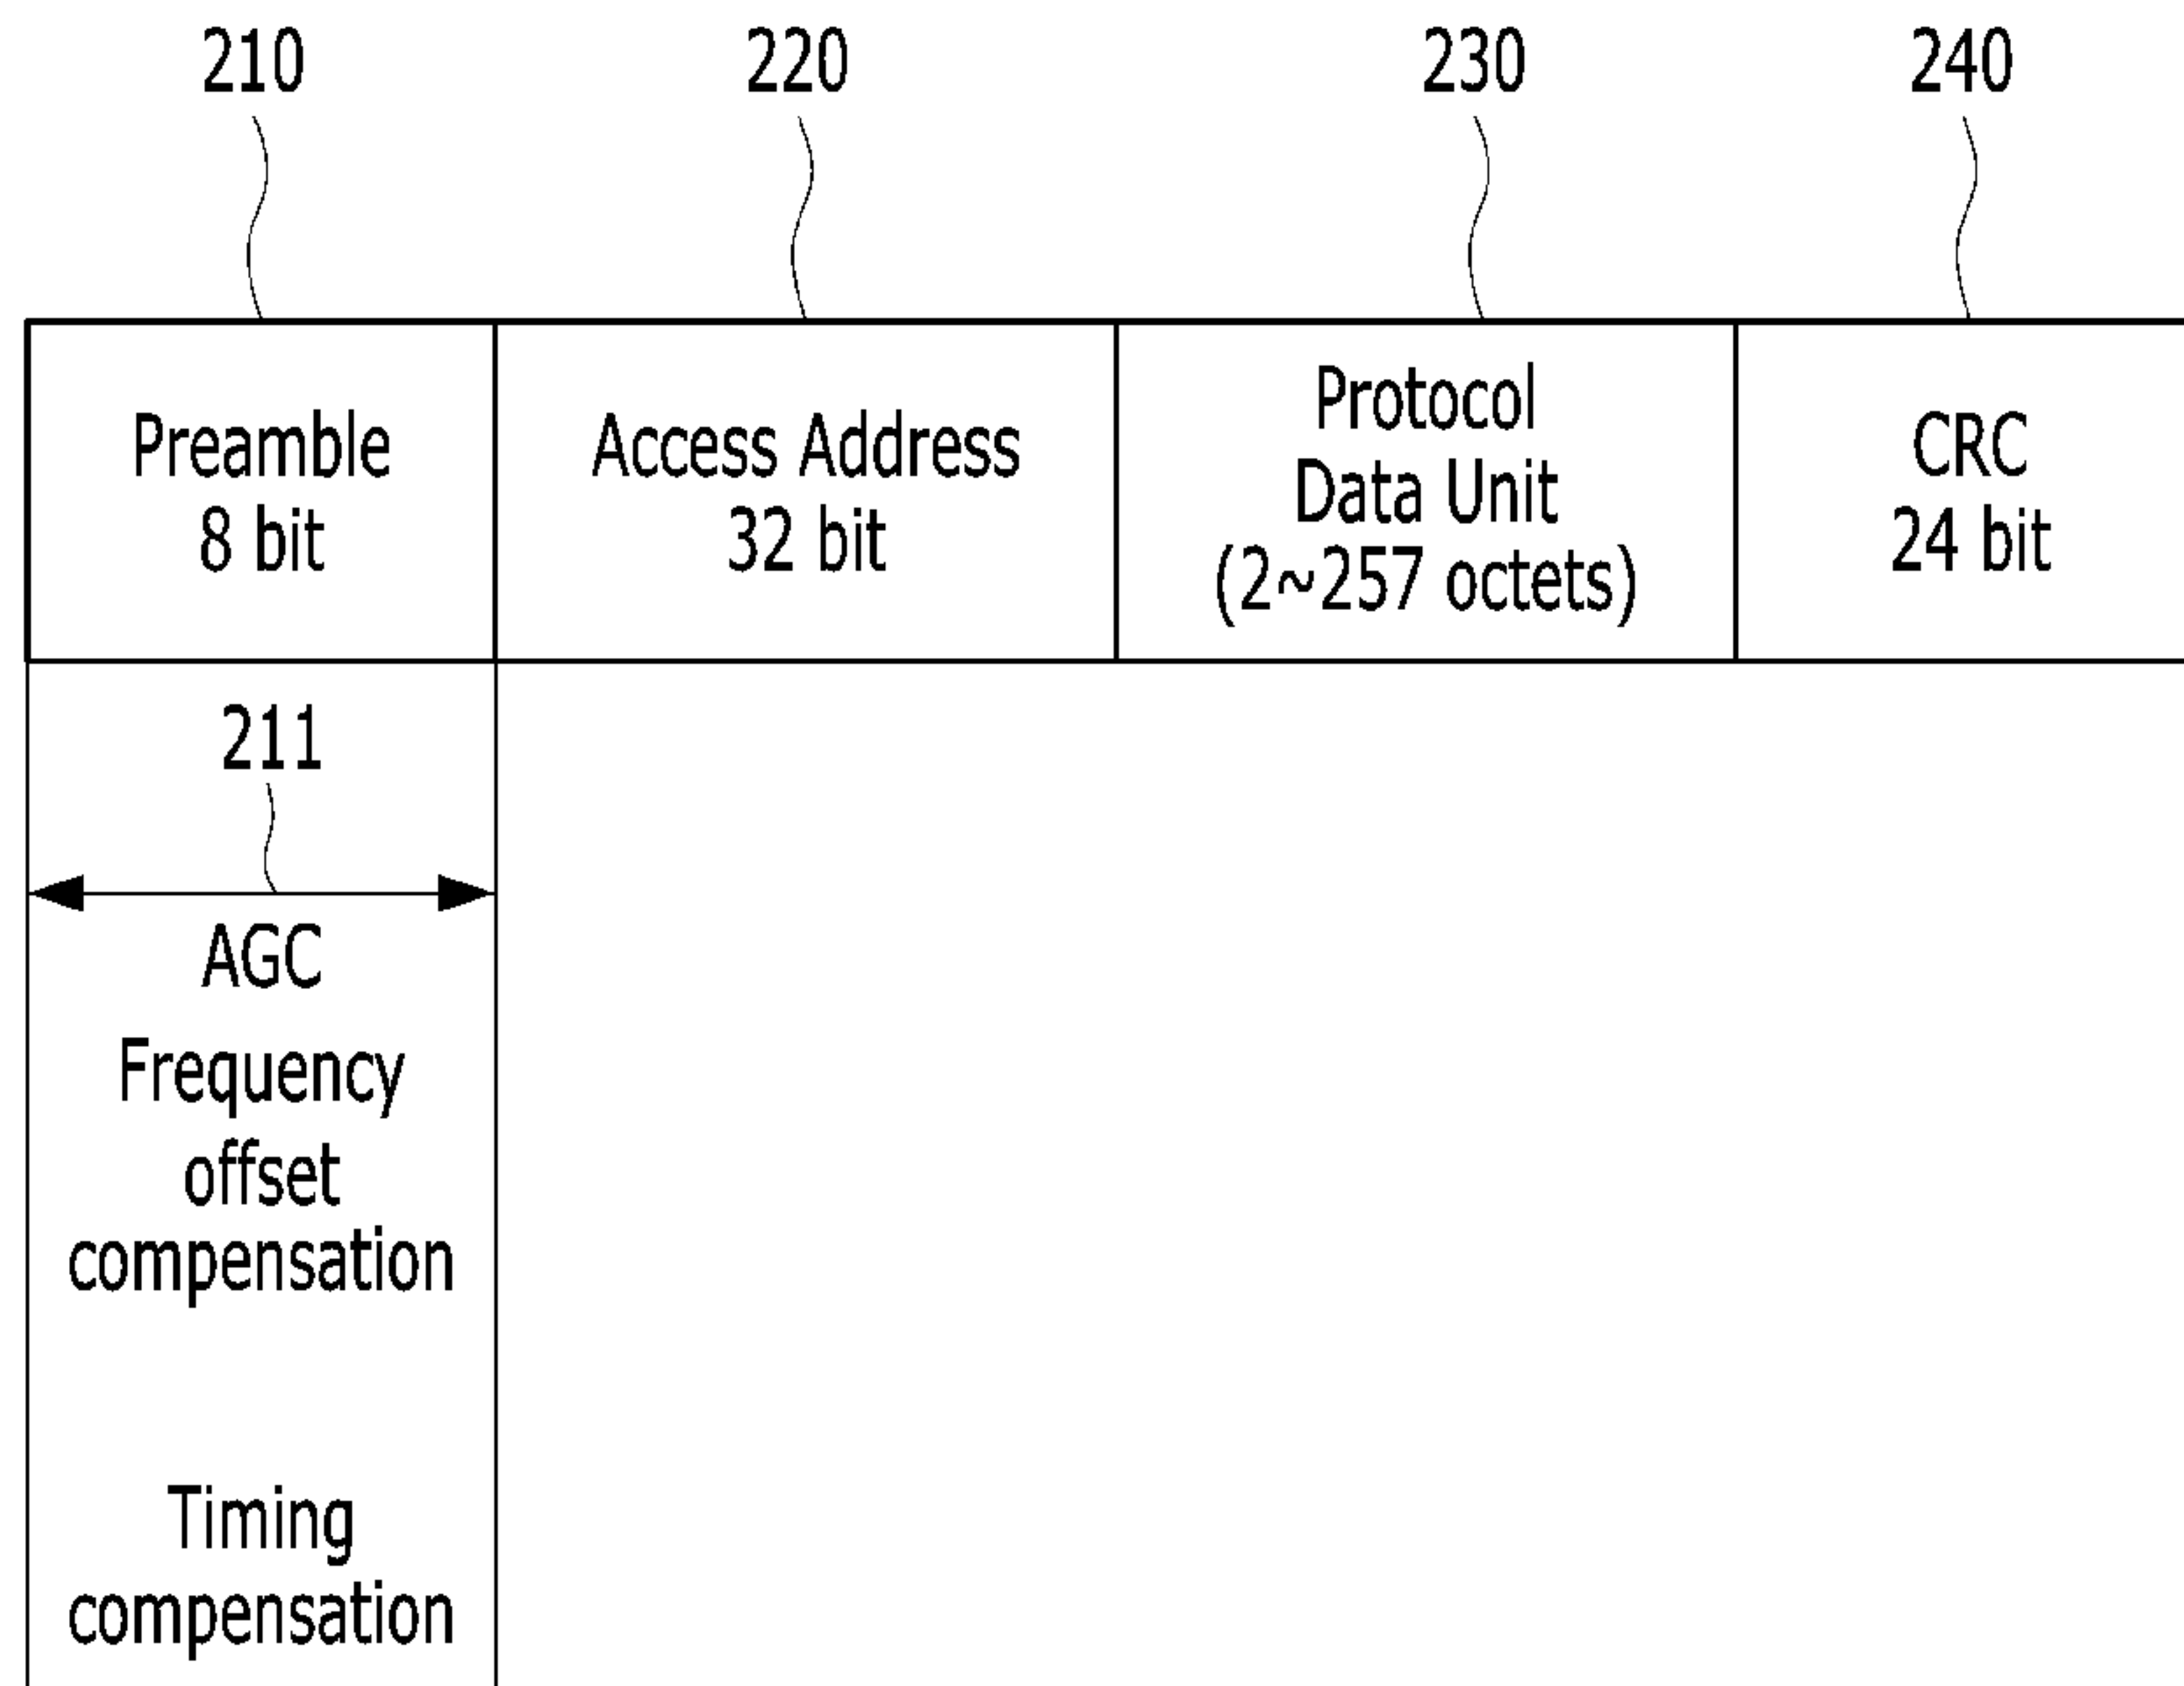 210
220
230
240
Preamble
8 bit
Access Address
32 bit
Protocol
Data Unit
(2~257 octets)
CRC
24 bit
211
AGC
Frequency
offset
compensation
Timing
compensation